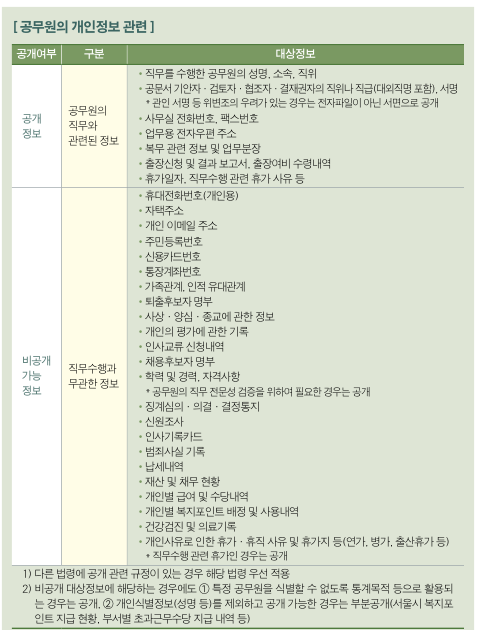 [ 공무원의 개인정보 관련 ]
공개여부 구분 대상정보
공개
정보
공무원의
직무와
관련된 정보
• 직무를 수행한 공무원의 성명, 소속, 직위
• 공문서 기안자 · 검토자 · 협조자 · 결재권자의 직위나 직급(대외직명 포함), 서명
* 관인 서명 등 위변조의 우려가 있는 경우는 전자파일이 아닌 서면으로 공개
• 사무실 전화번호, 팩스번호
• 업무용 전자우편 주소
• 복무 관련 정보 및 업무분장
• 출장신청 및 결과 보고서, 출장여비 수령내역
• 휴가일자, 직무수행 관련 휴가 사유 등
비공개
가능
정보
직무수행과
무관한 정보
• 휴대전화번호(개인용)
• 자택주소
• 개인 이메일 주소
• 주민등록번호
• 신용카드번호
• 통장계좌번호
• 가족관계, 인적 유대관계
• 퇴출후보자 명부
• 사상 · 양심 · 종교에 관한 정보
• 개인의 평가에 관한 기록
• 인사교류 신청내역
• 채용후보자 명부
• 학력 및 경력, 자격사항
* 공무원의 직무 전문성 검증을 위하여 필요한 경우는 공개
• 징계심의 · 의결 · 결정통지
• 신원조사
• 인사기록카드
• 범죄사실 기록
• 납세내역
• 재산 및 채무 현황
• 개인별 급여 및 수당내역
• 개인별 복지포인트 배정 및 사용내역
• 건강검진 및 의료기록
• 개인사유로 인한 휴가 · 휴직 사유 및 휴가지 등(연가, 병가, 출산휴가 등)
* 직무수행 관련 휴가인 경우는 공개
1) 다른 법령에 공개 관련 규정이 있는 경우 해당 법령 우선 적용
2) 비공개 대상정보에 해당하는 경우에도 ① 특정 공무원을 식별할 수 없도록 통계목적 등으로 활용되
는 경우는 공개, ② 개인식별정보(성명 등)를 제외하고 공개 가능한 경우는 부분공개(서울시 복지포
인트 지급 현황, 부서별 초과근무수당 지급 내역 등)